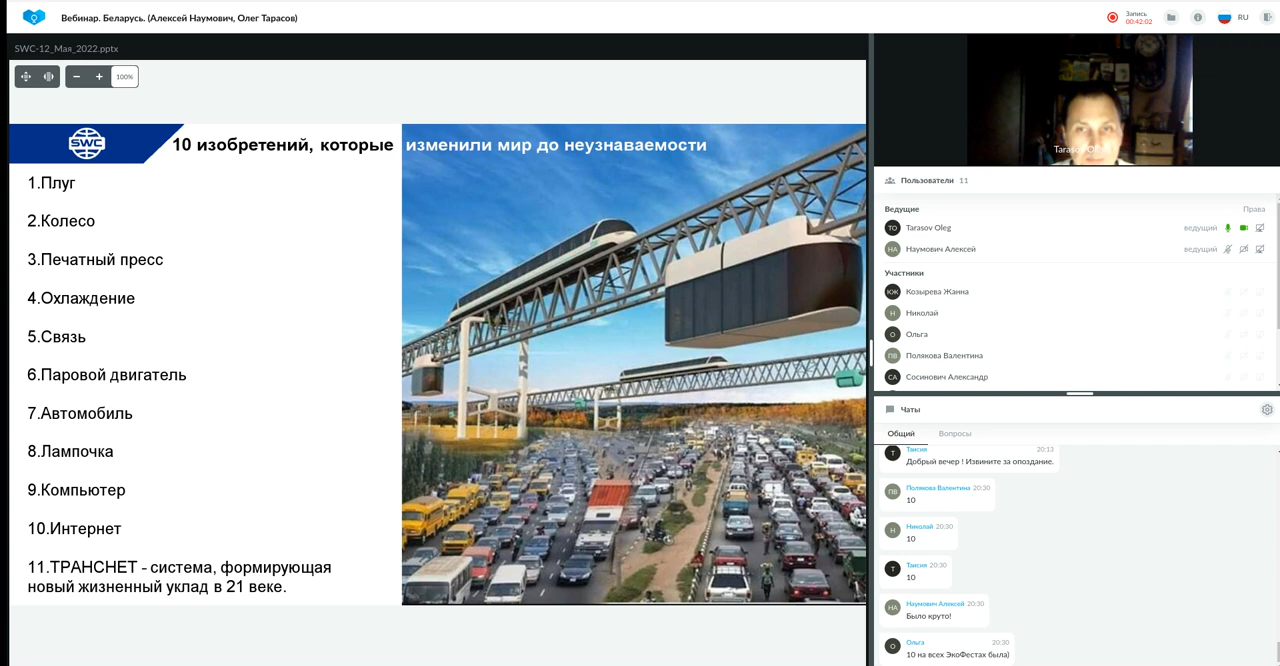 Вебинар. Беларусь. (Алексей Наумович, Олег Тарасов)
Запись
00:42:02
RU
SWC-12_Мая_2022.pptx
100%
SWC
10 изобретений, которые изменили мир до неузнаваемости
1.Плуг
2.Колесо
3.Печатный пресс
4.Охлаждение
5.Связь
6.Паровой двигатель
7.Автомобиль
8.Лампочка
9.Компьютер
10.Интернет
11.ТРАНСНЕТ - система, формирующая
новый жизненный уклад в 21 веке.
Пользователи 11
Ведущие Права
TO Tarasov Oleg ведущий
НА Наумович Алексей ведущий
Участники
КЖ Козырева Жанна
Н Николай
О Ольга
ПВ Полякова Валентина
СА Сосинович Александр
Чаты
Общий Вопросы
Т Таисия 20:13
Добрый вечер ! Извините за опоздание.
ПВ Полякова Валентина 20:30
10
Н Николай 20:30
10
Т Таисия 20:30
10
НА Наумович Алексей 20:30
Было круто!
О Ольга 20:30
10 на всех ЭкоФестах была)